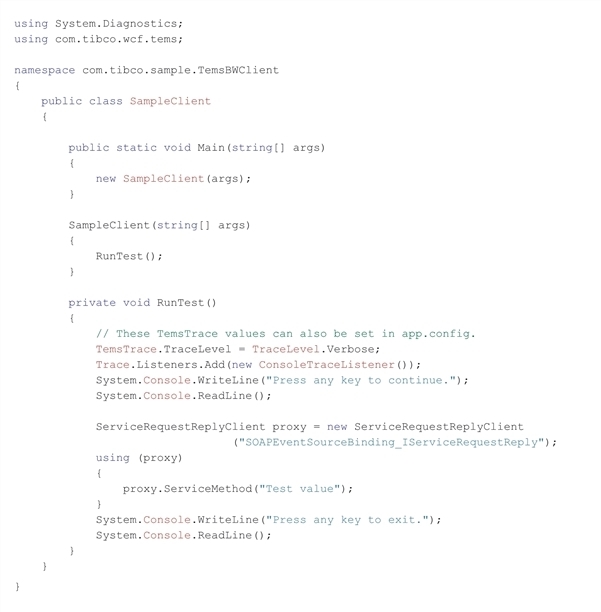 using System.Diagnostics;
using com.tibco.wcf.tems;

namespace com.tibco.sample.TemsBWClient
{
    public class SampleClient
    {

        public static void Main(string[] args)
        {
            new SampleClient(args);
        }

        SampleClient(string[] args)
        {
            RunTest();
        }

        private void RunTest()
        {
            // These TemsTrace values can also be set in app.config.
            TemsTrace.TraceLevel = TraceLevel.Verbose;
            Trace.Listeners.Add(new ConsoleTraceListener());
            System.Console.WriteLine("Press any key to continue.");
            System.Console.ReadLine();

            ServiceRequestReplyClient proxy = new ServiceRequestReplyClient
                                ("SOAPEventSourceBinding_IServiceRequestReply");
            using (proxy)
            {
                proxy.ServiceMethod("Test value");
            }
            System.Console.WriteLine("Press any key to exit.");
            System.Console.ReadLine();
        }
    }
}